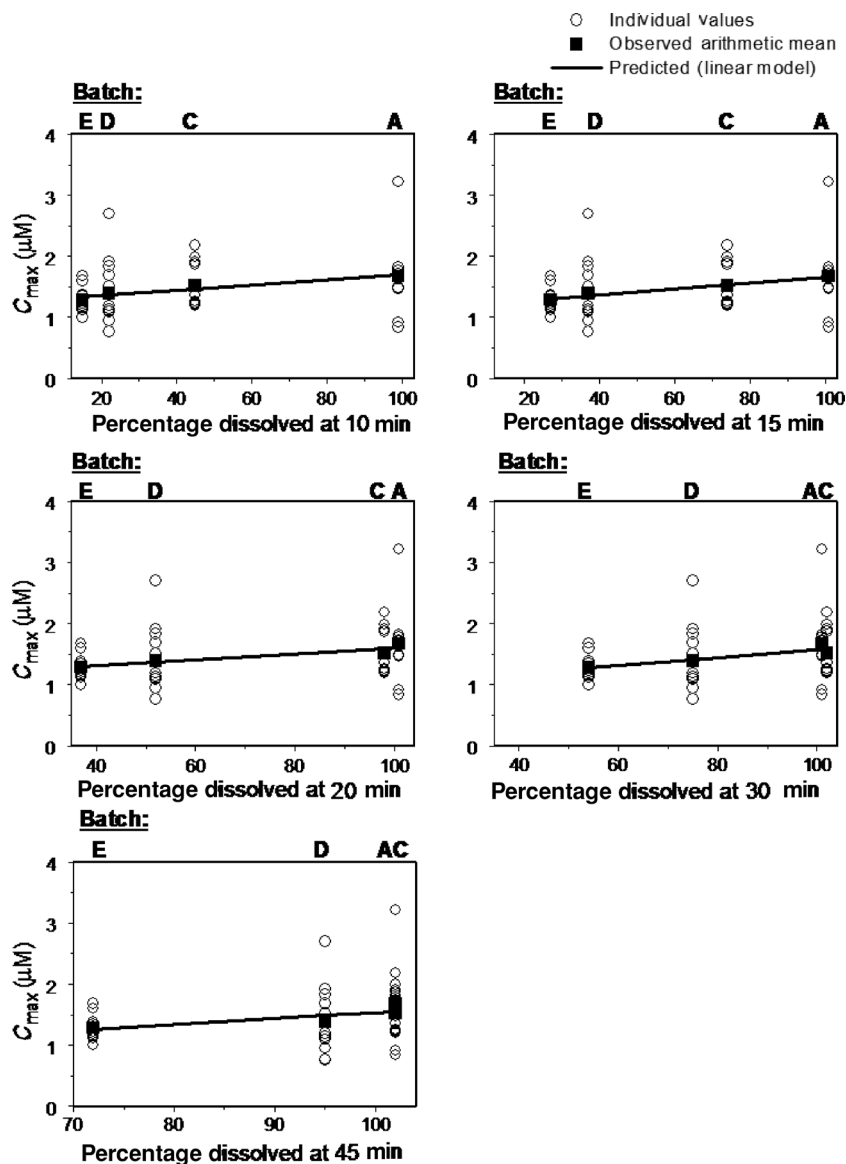 Individual values
Observed arithmetic mean
Predicted (linear model)
Batch:
E D C A
4
3
2
1
0
Cmax (μM)
20 40 60 80 100
Percentage dissolved at 10 min
Batch:
E D C A
4
3
2
1
0
20 40 60 80 100
Percentage dissolved at 15 min
Batch:
E D C A
4
3
2
1
0
Cmax (μM)
40 60 80 100
Percentage dissolved at 20 min
Batch:
E D AC
4
3
2
1
0
40 60 80 100
Percentage dissolved at 30 min
Batch:
E D AC
4
3
2
1
0
Cmax (μM)
70 80 90 100
Percentage dissolved at 45 min